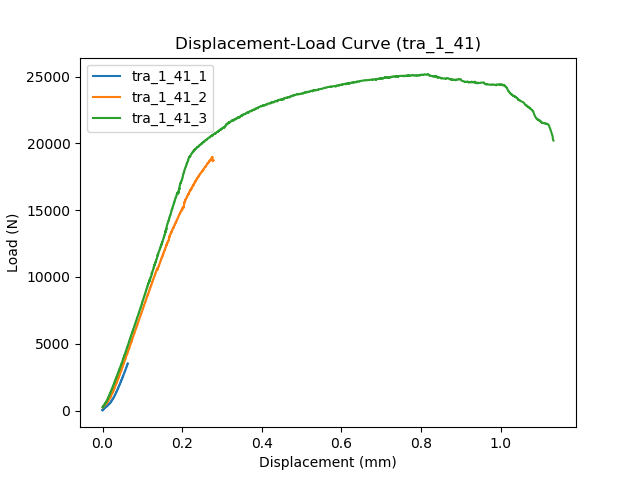 Displacement-Load Curve (tra_1_41)
tra_1_41_1
tra_1_41_2
tra_1_41_3
25000
20000
15000
10000
5000
0
Load (N)
0.0 0.2 0.4 0.6 0.8 1.0
Displacement (mm)